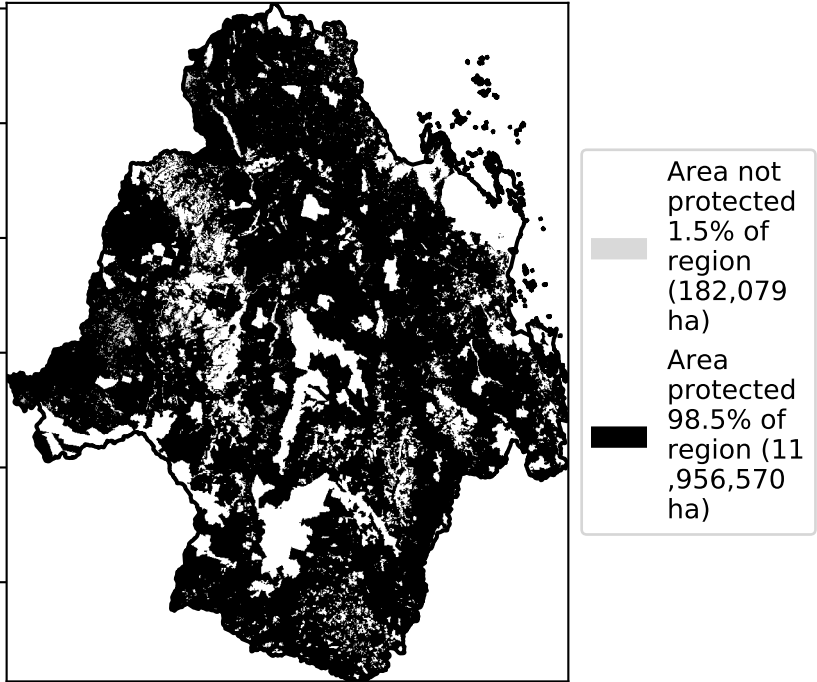 Area not
protected
1.5% of
region
(182,079
ha)
Area
protected
98.5% of
region (11
,956,570
ha)